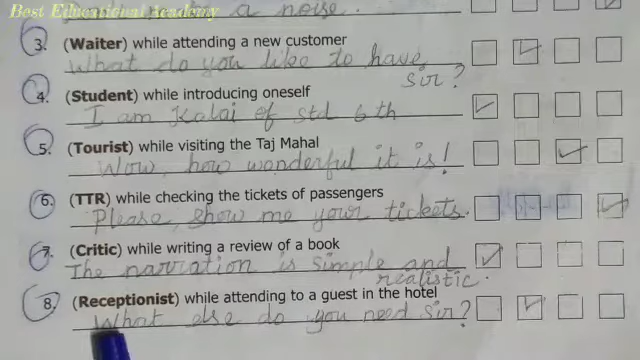 Best Educational Academy
a noise.
3. (Waiter) while attending a new customer
What do you like to have
sir?
4. (Student) while introducing oneself
I am Kalai of std 6 th
5. (Tourist) while visiting the Taj Mahal
Wow, how wonderful it is!
6. (TTR) while checking the tickets of passengers
Please, show me your tickets.
7. (Critic) while writing a review of a book
The narration is simple and
realistic.
8. (Receptionist) while attending to a guest in the hotel
What else do you need sir?